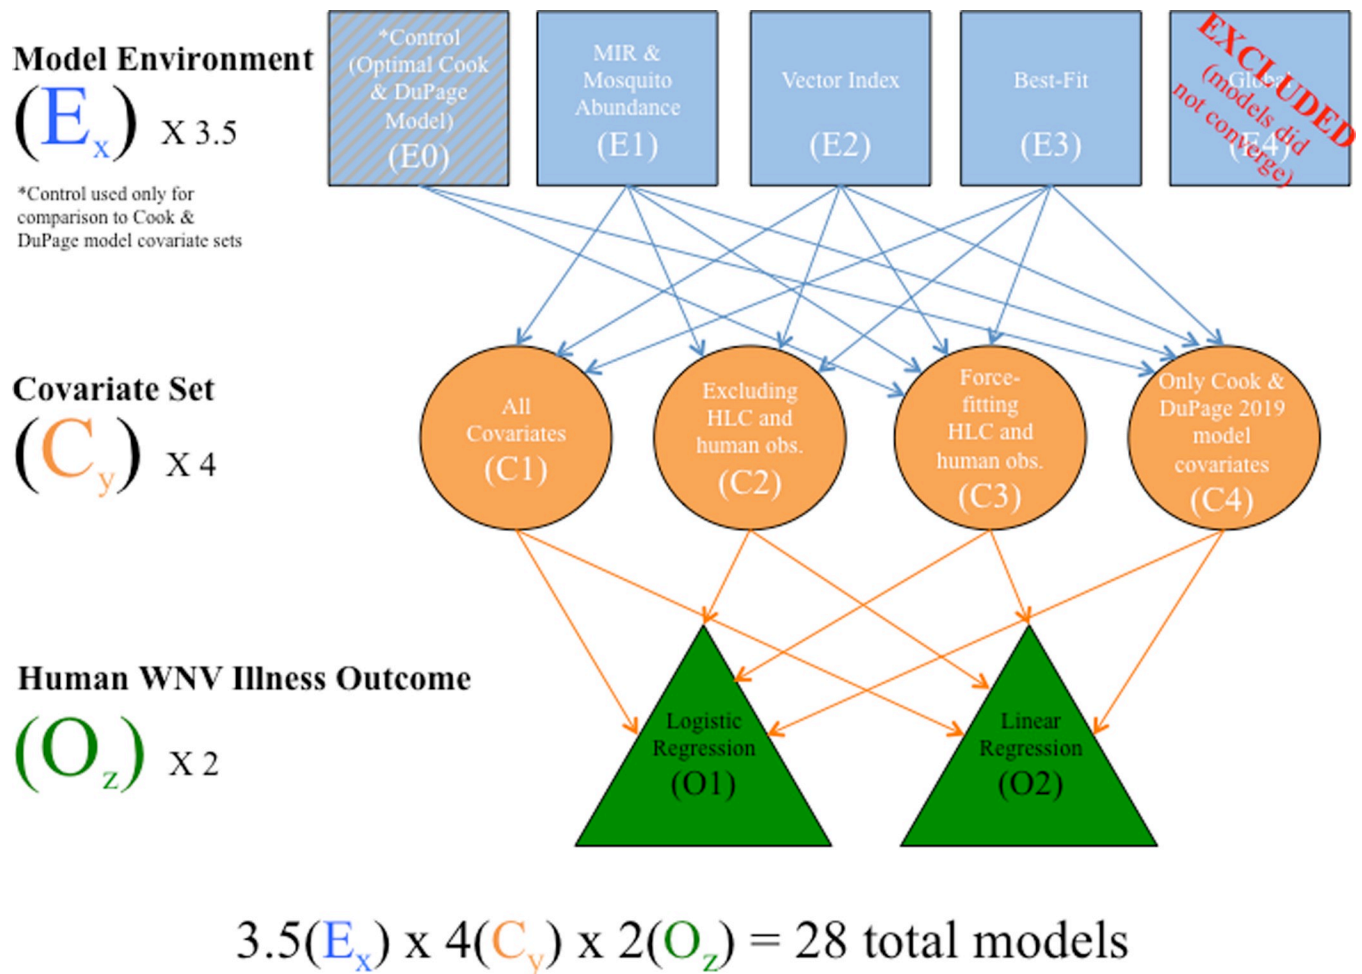 Model Environment
(Ex) X 3.5
*Control used only for
comparison to Cook &
DuPage model covariate sets
*Control
(Optimal Cook
& DuPage
Model)
(E0)
MIR &
Mosquito
Abundance
(E1)
Vector Index
(E2)
Best-Fit
(E3)
Global
(E4)
EXCLUDED
(models did
not converge)
Covariate Set
(Cy) X 4
All
Covariates
(C1)
Excluding
HLC and
human obs.
(C2)
Force-
fitting
HLC and
human obs.
(C3)
Only Cook &
DuPage 2019
model
covariates
(C4)
Human WNV Illness Outcome
(Oz) X 2
Logistic
Regression
(O1)
Linear
Regression
(O2)
3.5(Ex) x 4(Cy) x 2(Oz) = 28 total models